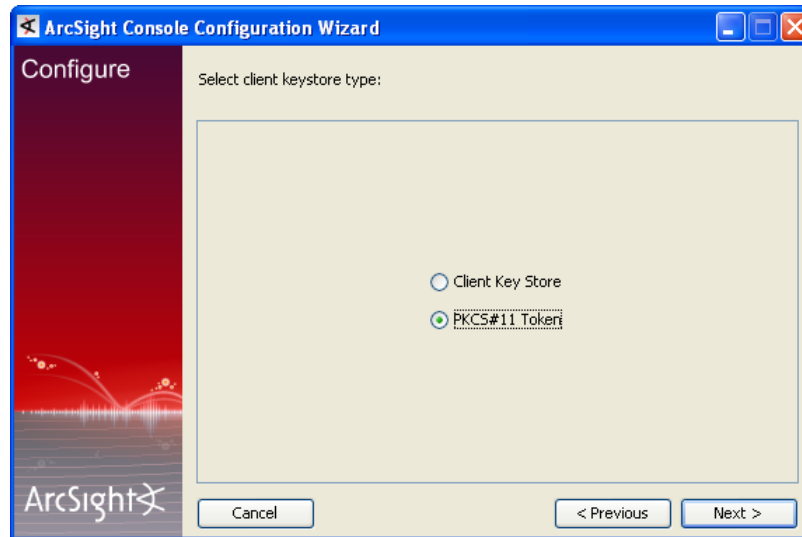 ArcSight Console Configuration Wizard
Configure
Select client keystore type:
Client Key Store
PKCS#11 Token
ArcSight
Cancel
< Previous
Next >